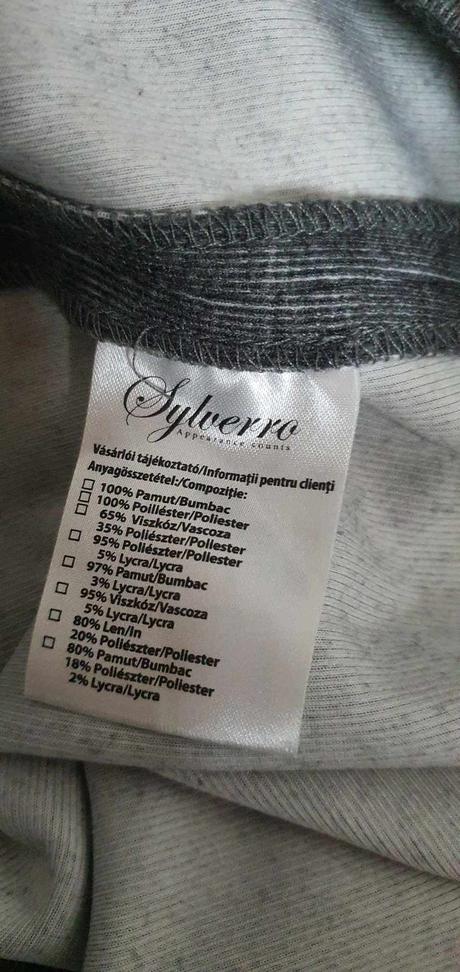 Sylverro
Appearance counts
Vásárlói tájékoztató/Informații pentru clienți
Anyagösszetétel:/Compoziție:
☐ 100% Pamut/Bumbac
☐ 100% Poilléster/Poliester
☐ 65% Viszkóz/Vascoza
35% Poliészter/Poliester
☐ 95% Poliészter/Poliester
5% Lycra/Lycra
☐ 97% Pamut/Bumbac
3% Lycra/Lycra
☐ 95% Viszkóz/Vascoza
5% Lycra/Lycra
☐ 80% Len/in
20% Poliészter/Poliester
☐ 80% Pamut/Bumbac
18% Poliészter/Poliester
2% Lycra/Lycra